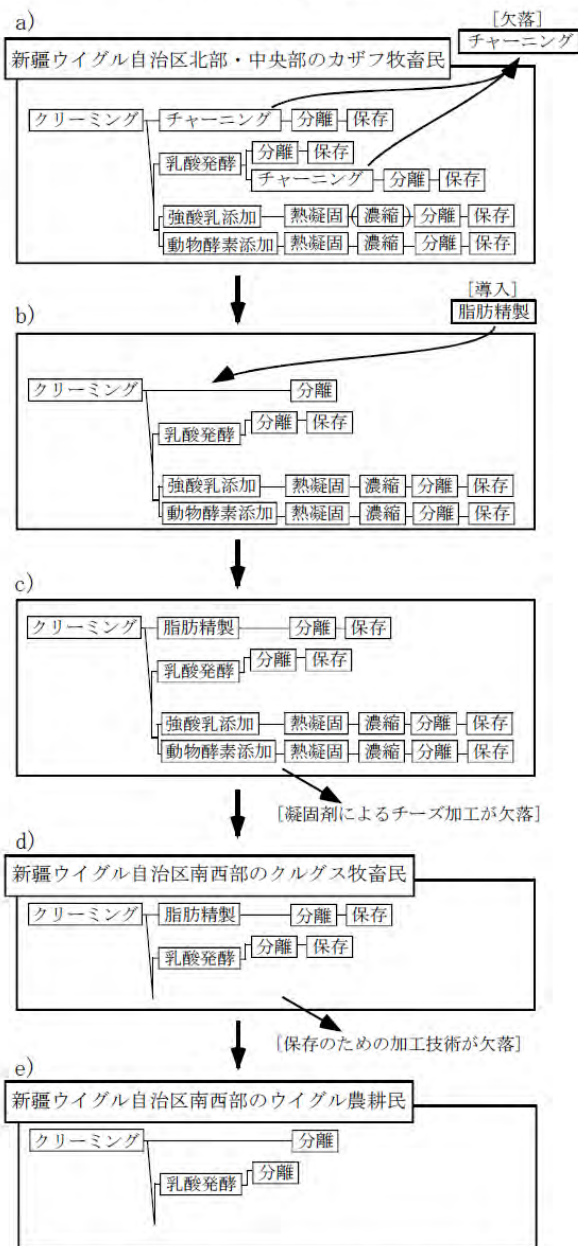 a)
[欠落]
チャーニング
新疆ウイグル自治区北部・中央部のカザフ牧畜民
クリーミング チャーニング 分離 保存
乳酸発酵 分離 保存
チャーニング 分離 保存
強酸乳添加 熱凝固 (濃縮) 分離 保存
動物酵素添加 熱凝固 濃縮 分離 保存
b)
[導入]
脂肪精製
クリーミング 分離
乳酸発酵 分離 保存
強酸乳添加 熱凝固 濃縮 分離 保存
動物酵素添加 熱凝固 濃縮 分離 保存
c)
クリーミング 脂肪精製 分離 保存
乳酸発酵 分離 保存
強酸乳添加 熱凝固 濃縮 分離 保存
動物酵素添加 熱凝固 濃縮 分離 保存
[凝固剤によるチーズ加工が欠落]
d)
新疆ウイグル自治区南西部のクルグス牧畜民
クリーミング 脂肪精製 分離 保存
乳酸発酵 分離 保存
[保存のための加工技術が欠落]
e)
新疆ウイグル自治区南西部のウイグル農耕民
クリーミング 分離
乳酸発酵 分離